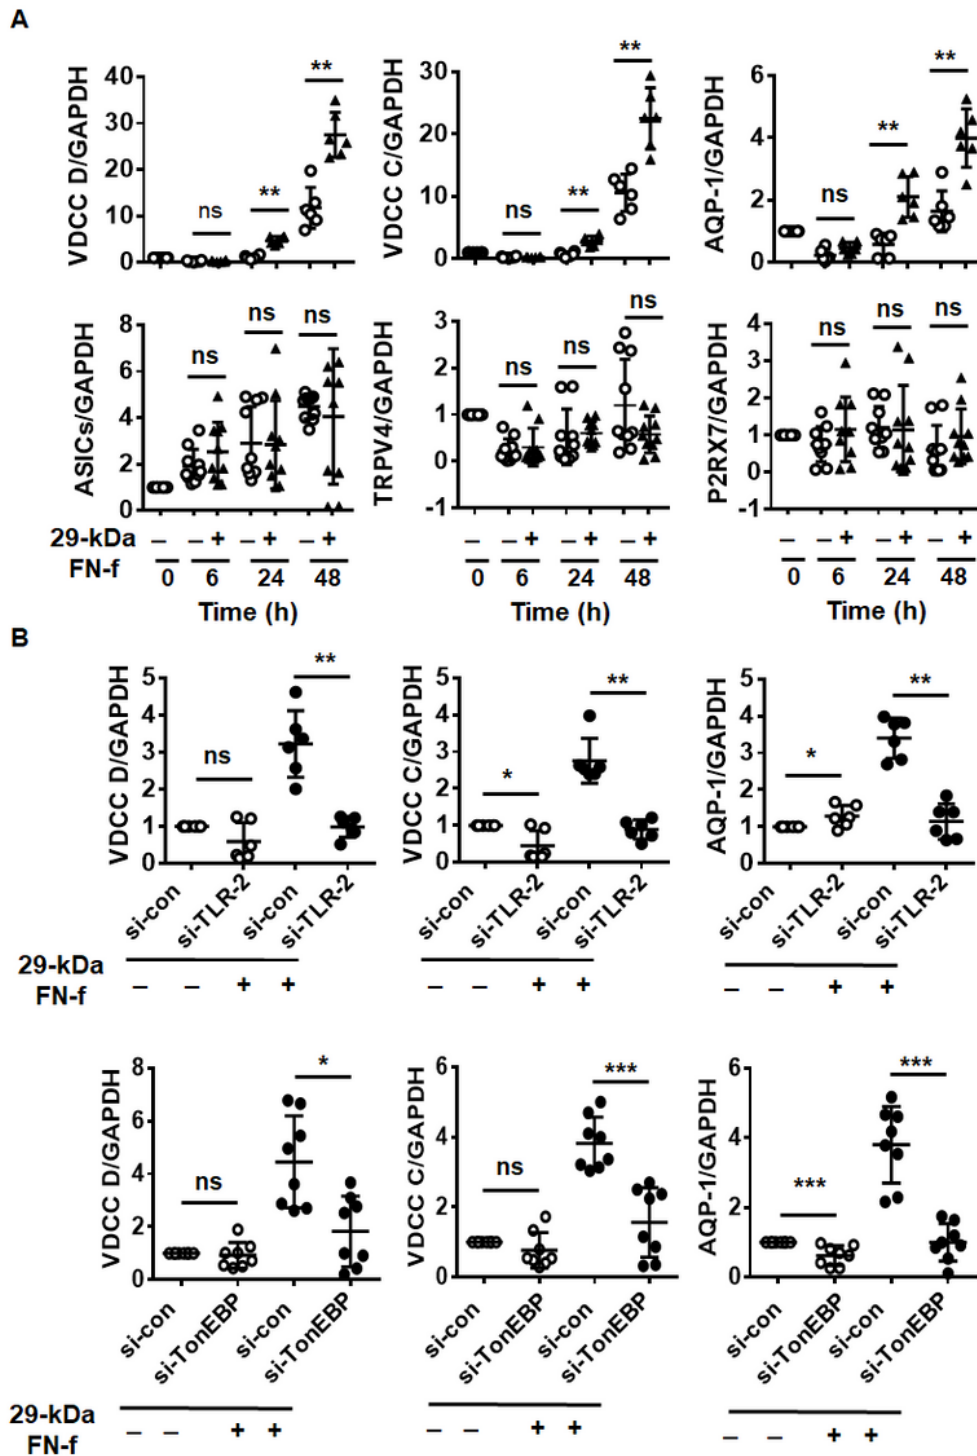 A
VDCC D/GAPDH
40
30
20
10
0
ns
**
**
VDCC C/GAPDH
30
20
10
0
ns
**
**
AQP-1/GAPDH
6
4
2
0
ns
**
**
ASICs/GAPDH
8
6
4
2
0
ns
ns
ns
TRPV4/GAPDH
3
2
1
0
-1
ns
ns
ns
P2RX7/GAPDH
4
3
2
1
0
-1
ns
ns
ns
29-kDa FN-f
– – + – + – +
– – + – + – +
– – + – + – +
0 6 24 48
0 6 24 48
0 6 24 48
Time (h)
Time (h)
Time (h)
B
VDCC D/GAPDH
5
4
3
2
1
0
ns
**
si-con
si-TLR-2
si-con
si-TLR-2
VDCC C/GAPDH
5
4
3
2
1
0
*
**
si-con
si-TLR-2
si-con
si-TLR-2
AQP-1/GAPDH
5
4
3
2
1
0
*
**
si-con
si-TLR-2
si-con
si-TLR-2
29-kDa
FN-f
– – + +
– – + +
– – + +
VDCC D/GAPDH
8
6
4
2
0
ns
*
si-con
si-TonEBP
si-con
si-TonEBP
VDCC C/GAPDH
6
4
2
0
ns
***
si-con
si-TonEBP
si-con
si-TonEBP
AQP-1/GAPDH
6
4
2
0
***
***
si-con
si-TonEBP
si-con
si-TonEBP
29-kDa
FN-f
– – + +
– – + +
– – + +